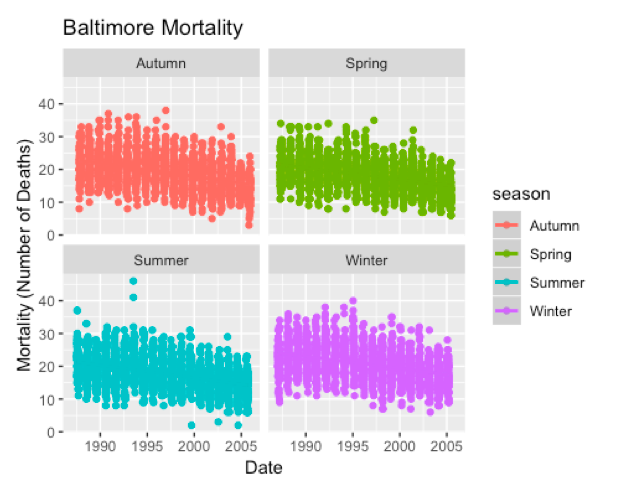 Baltimore Mortality
Autumn
Spring
40
30
20
10
0
Summer
Winter
40
30
20
10
0
1990
1995
2000
2005
1990
1995
2000
2005
Mortality (Number of Deaths)
Date
season
Autumn
Spring
Summer
Winter